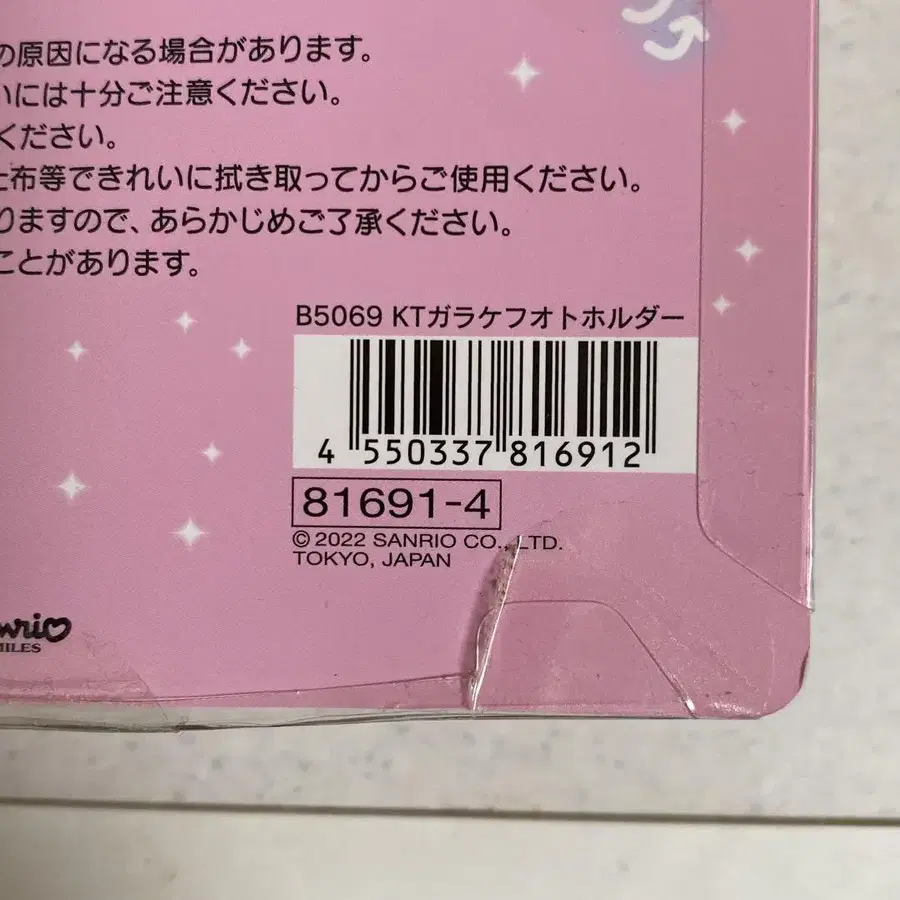 の原因になる場合があります。
いには十分ご注意ください。
ください。
布等できれいに拭き取ってからご使用ください。
りますので、あらかじめご了承ください。
ことがあります。
B5069 KTガラケフオトホルダー
4 550337 816912
81691-4
© 2022 SANRIO CO., LTD.
TOKYO, JAPAN